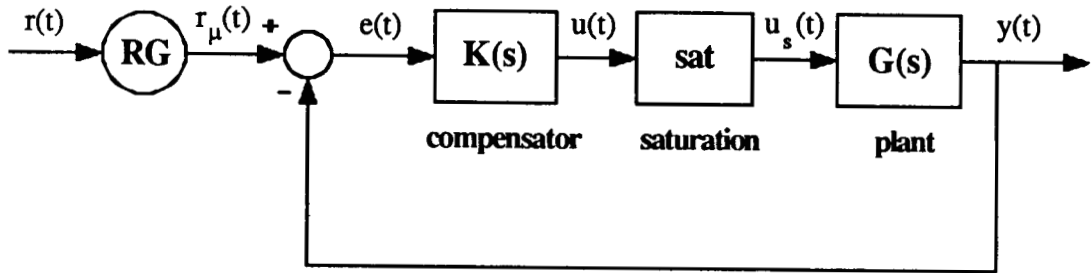 r(t) RG r_μ(t) + - e(t) K(s) u(t) sat u_s(t) G(s) y(t)
compensator saturation plant